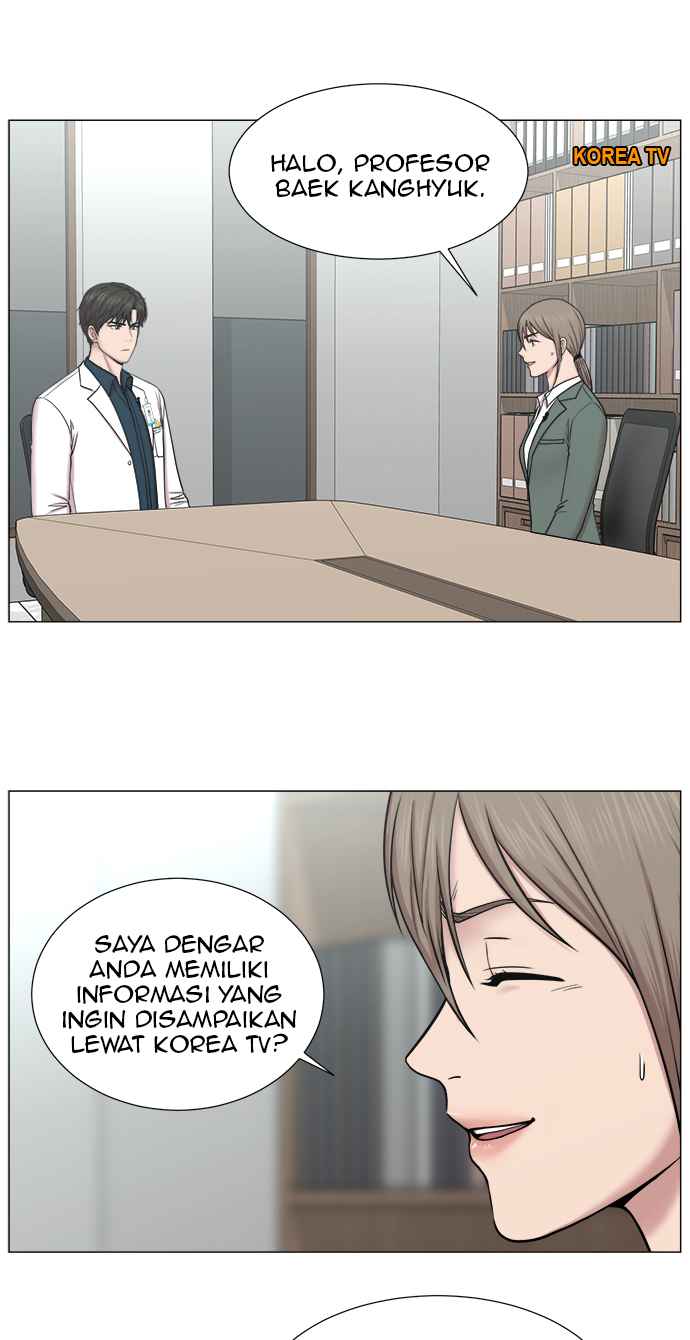 HALO, PROFESOR
BAEK KANGHYUK.
KOREA TV
SAYA DENGAR
ANDA MEMILIKI
INFORMASI YANG
INGIN DISAMPAIKAN
LEWAT KOREA TV?